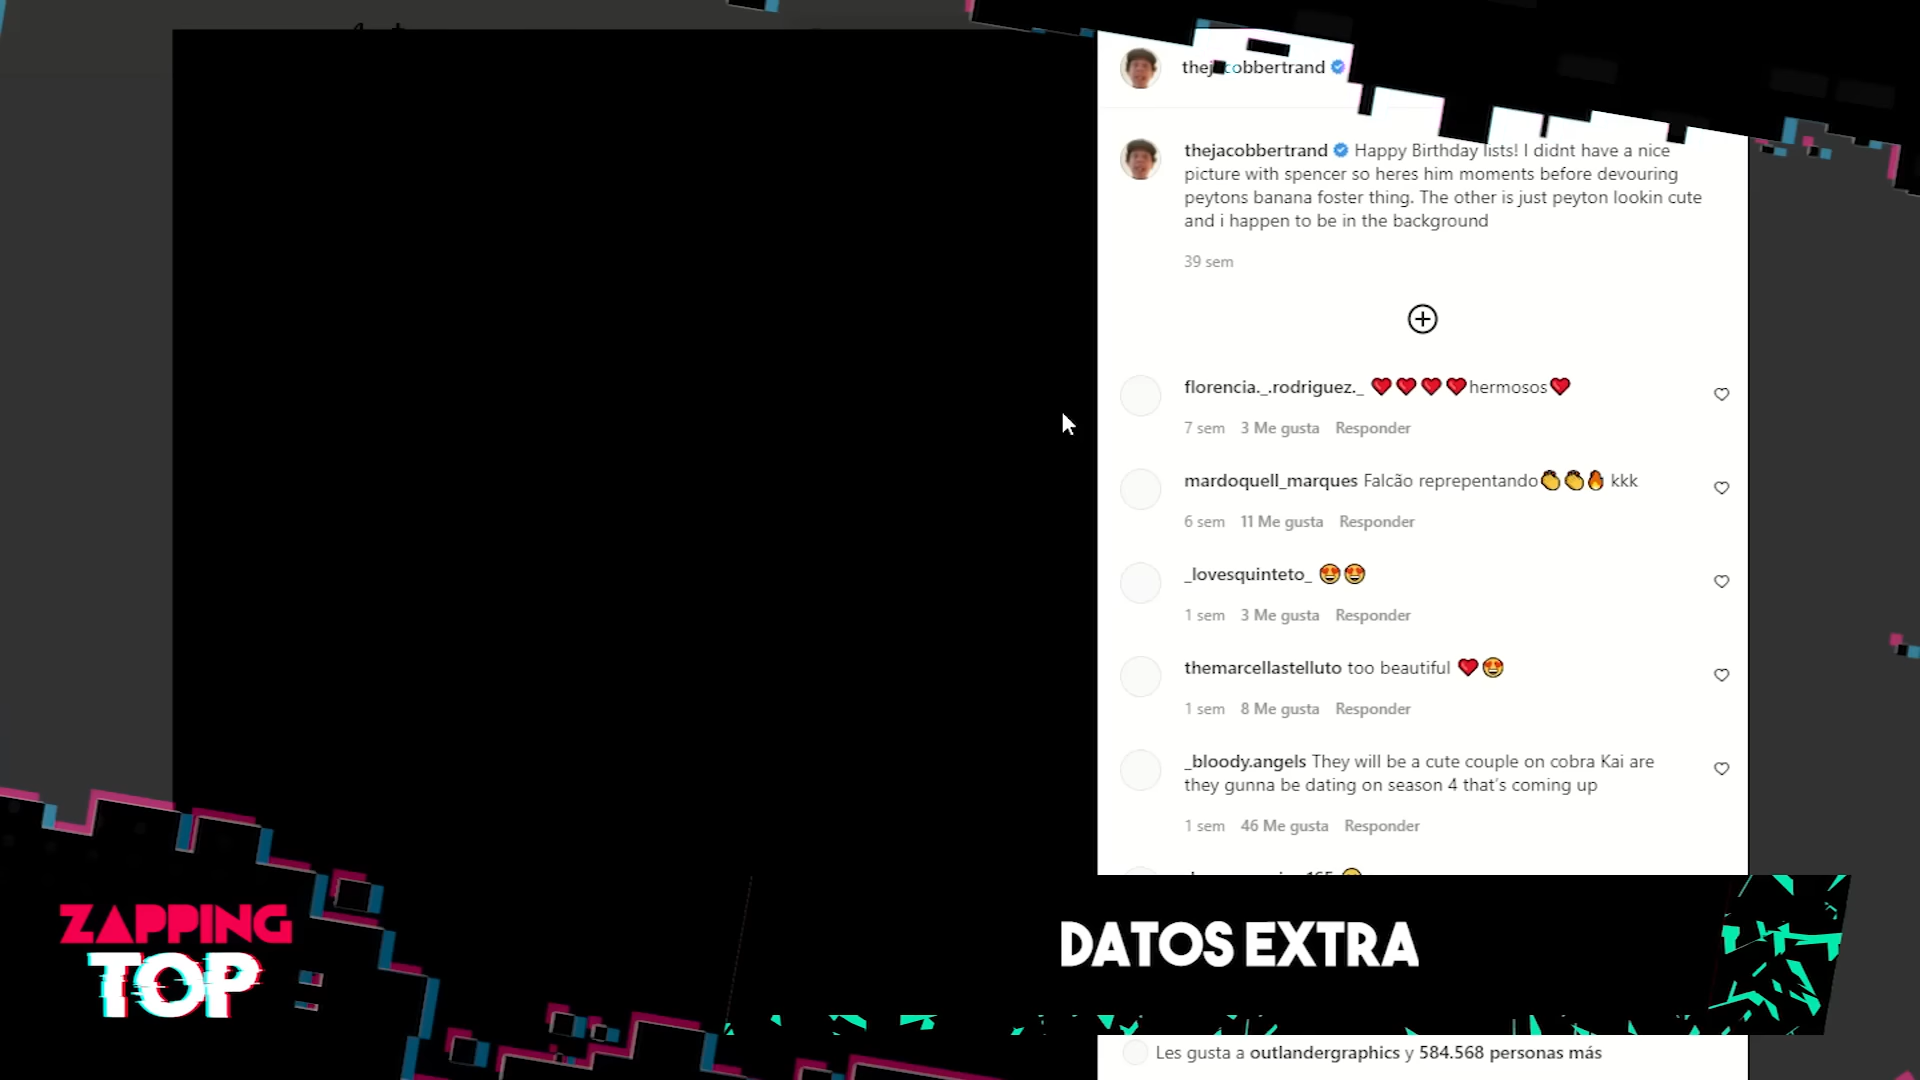 thejacobbertrand
thejacobbertrand Happy Birthday lists! I didnt have a nice
picture with spencer so heres him moments before devouring
peytons banana foster thing. The other is just peyton lookin cute
and i happen to be in the background
39 sem
florencia._.rodriguez._ ❤️❤️❤️❤️hermosos❤️
7 sem 3 Me gusta Responder
mardoquell_marques Falcão reprepentando👏👏🔥 kkk
6 sem 11 Me gusta Responder
_lovesquinteto_ 😍😍
1 sem 3 Me gusta Responder
themarcellastelluto too beautiful ❤️😍
1 sem 8 Me gusta Responder
_bloody.angels They will be a cute couple on cobra Kai are
they gunna be dating on season 4 that's coming up
1 sem 46 Me gusta Responder
ZAPPING
TOP
DATOS EXTRA
Les gusta a outlandergraphics y 584.568 personas más